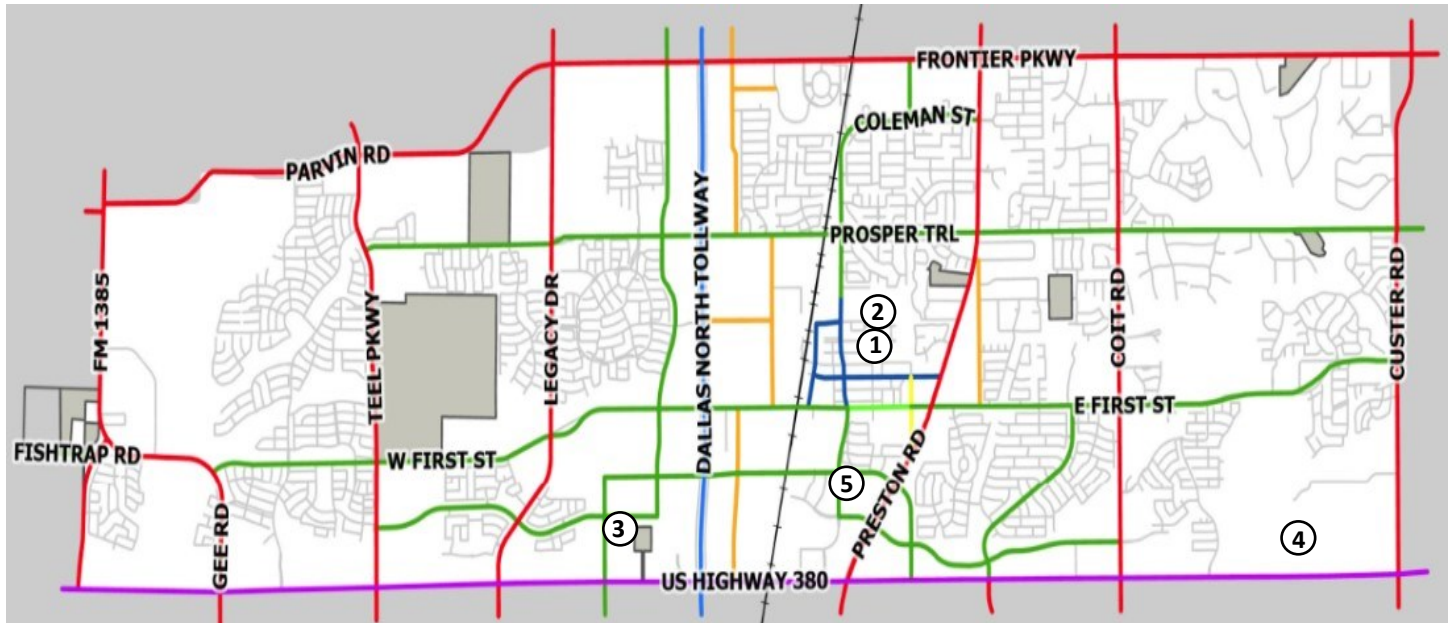 FRONTIER PKWY
COLEMAN ST
PARVIN RD
PROSPER TRL
FM 1385
TEEL PKWY
LEGACY DR
DALLAS NORTH TOLLWAY
COIT RD
CUSTER RD
2
1
E FIRST ST
FISHTRAP RD
W FIRST ST
PRESTON RD
5
3
4
GEE RD
US HIGHWAY 380